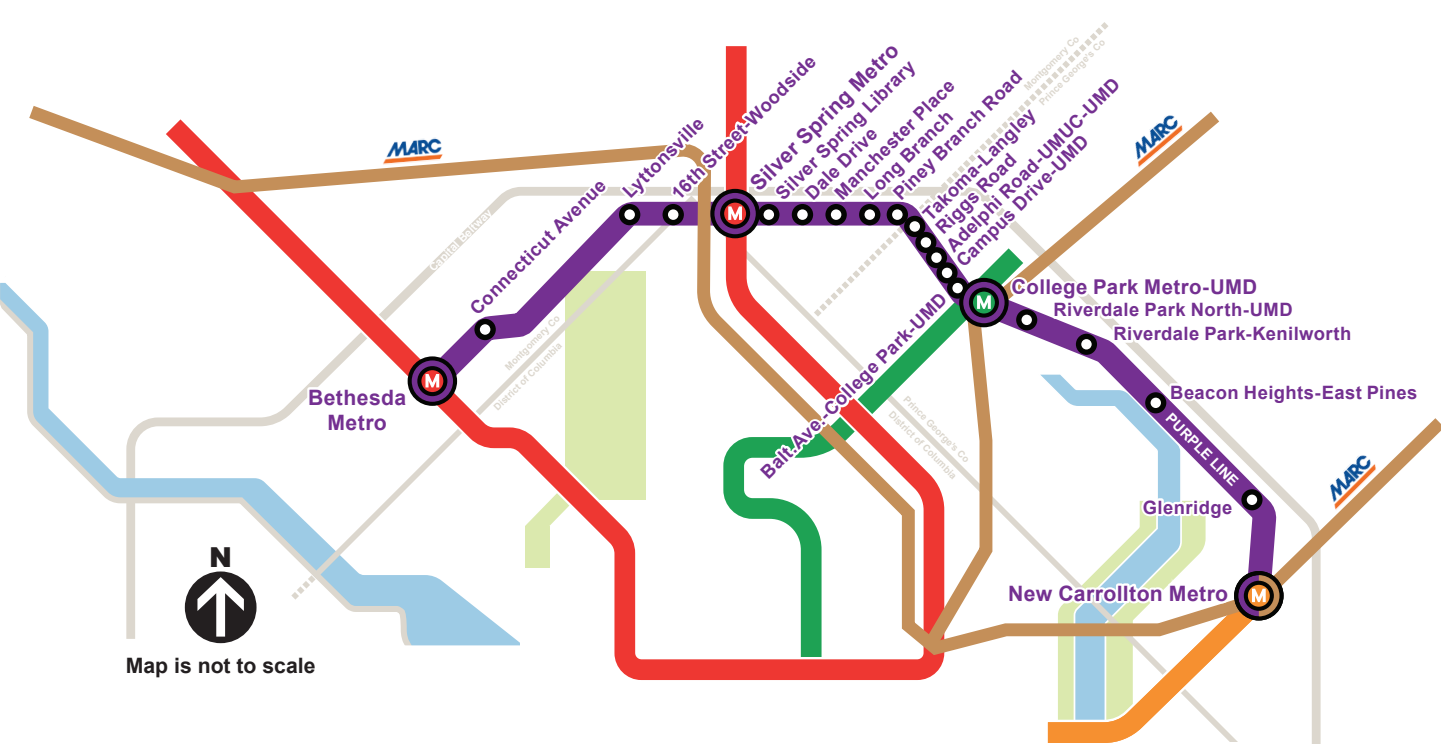 MARC
Capital Beltway
Connecticut Avenue
Lyttonsville
16th Street-Woodside
Silver Spring Metro
Silver Spring Library
Dale Drive
Manchester Place
Long Branch
Piney Branch Road
Takoma-Langley
Riggs Road
Adelphi Road-UMUC-UMD
Campus Drive-UMD
Montgomery Co
Prince George's Co
MARC
M
M
College Park Metro-UMD
Riverdale Park North-UMD
Riverdale Park-Kenilworth
Balt.Ave.-College Park-UMD
Montgomery Co
District of Columbia
M
Bethesda
Metro
Prince George's Co
District of Columbia
Beacon Heights-East Pines
PURPLE LINE
MARC
Glenridge
New Carrollton Metro
M
N
Map is not to scale